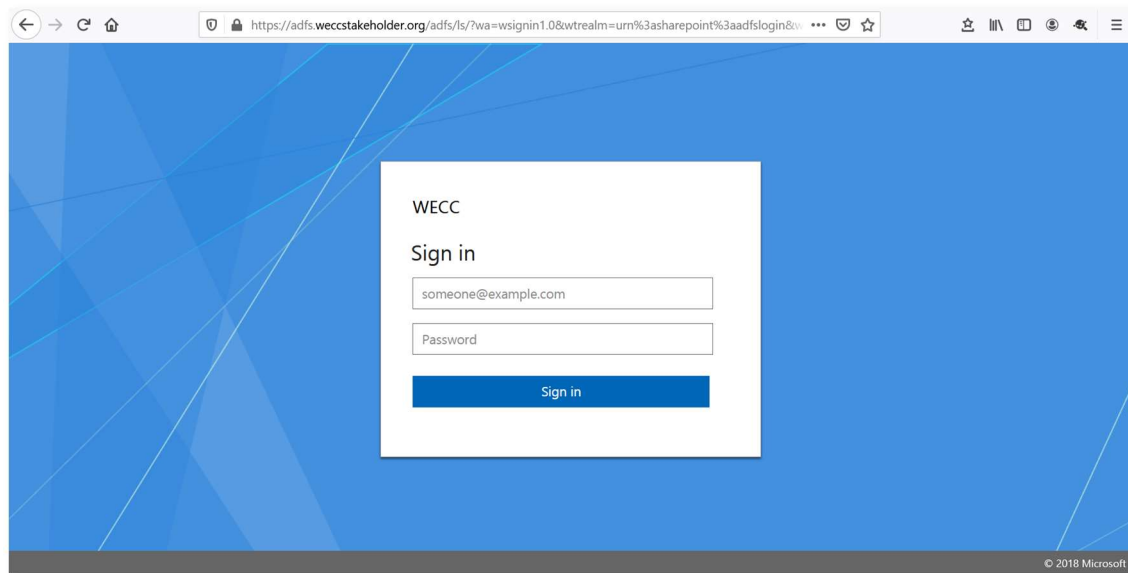 https://adfs.weccstakeholder.org/adfs/ls/?wa=wsignin1.0&wtrealm=urn%3asharepoint%3aadfslogin&
WECC
Sign in
someone@example.com
Password
Sign in
© 2018 Microsoft